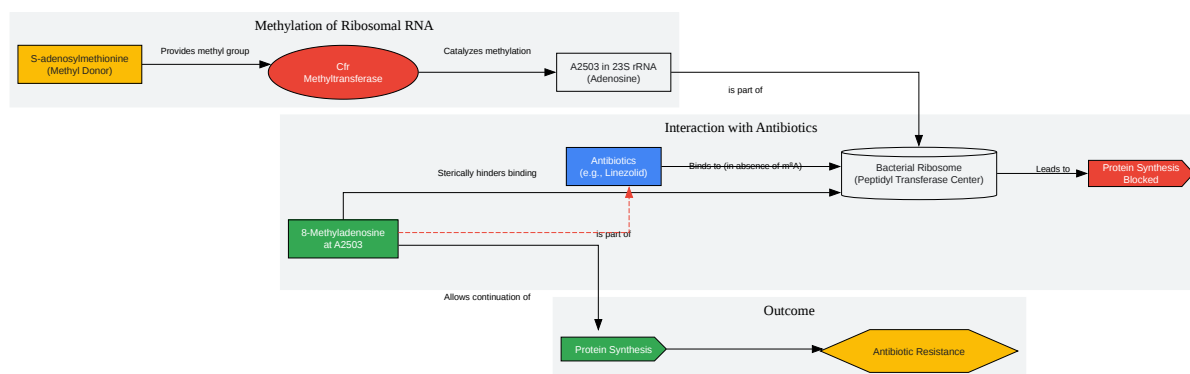 Methylation of Ribosomal RNA
S-adenosylmethionine
(Methyl Donor)
Provides methyl group
Cfr
Methyltransferase
Catalyzes methylation
A2503 in 23S rRNA
(Adenosine)
is part of
Interaction with Antibiotics
Antibiotics
(e.g., Linezolid)
Binds to (in absence of m⁸A)
Bacterial Ribosome
(Peptidyl Transferase Center)
Leads to
Protein Synthesis
Blocked
Sterically hinders binding
8-Methyladenosine
at A2503
is part of
Allows continuation of
Outcome
Protein Synthesis
Antibiotic Resistance